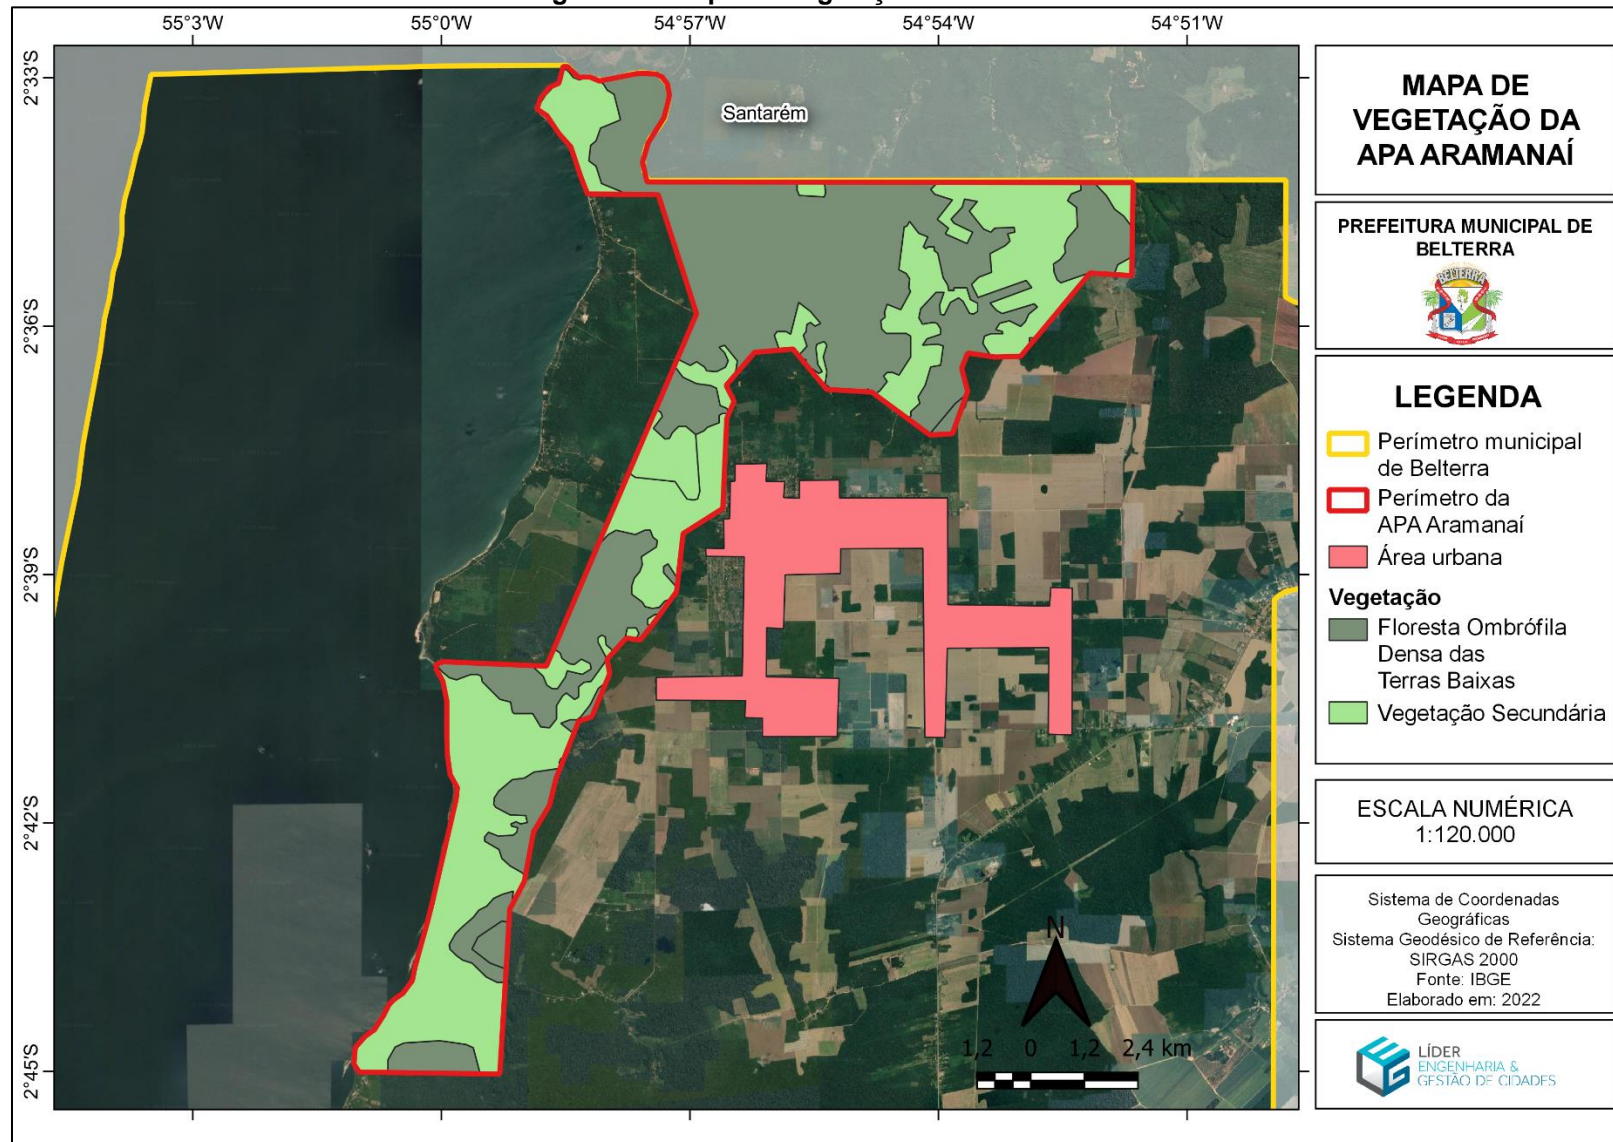 55°3'W 55°0'W 54°57'W 54°54'W 54°51'W
2°33'S
2°36'S
2°39'S
2°42'S
2°45'S
Santarém
N
1,2 0 1,2 2,4 km
MAPA DE
VEGETAÇÃO DA
APA ARAMANAÍ
PREFEITURA MUNICIPAL DE
BELTERRA
BELTERRA
LEGENDA
Perímetro municipal
de Belterra
Perímetro da
APA Aramanaí
Área urbana
Vegetação
Floresta Ombrófila
Densa das
Terras Baixas
Vegetação Secundária
ESCALA NUMÉRICA
1:120.000
Sistema de Coordenadas
Geográficas
Sistema Geodésico de Referência:
SIRGAS 2000
Fonte: IBGE
Elaborado em: 2022
LÍDER
ENGENHARIA &
GESTÃO DE CIDADES